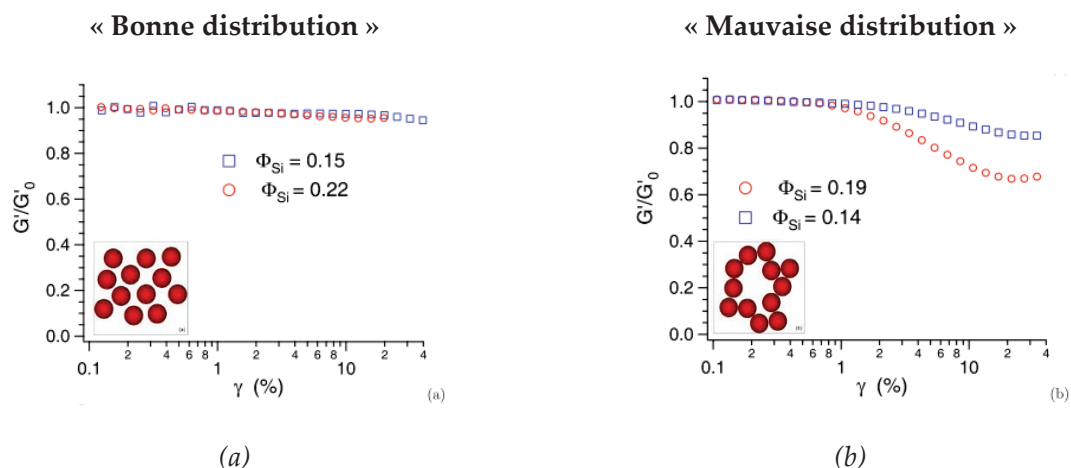 « Bonne distribution »
« Mauvaise distribution »
G'/G'0
1.0
0.8
0.6
0.4
0.2
0.0
□ ΦSi = 0.15
○ ΦSi = 0.22
(a)
0.1
2
4
6
8
1
2
4
6
8
10
2
4
γ (%)
(a)
G'/G'0
1.0
0.8
0.6
0.4
0.2
0.0
○ ΦSi = 0.19
□ ΦSi = 0.14
0.1
2
4
6
8
1
2
4
6
8
10
2
4
γ (%)
(b)
(a)
(b)